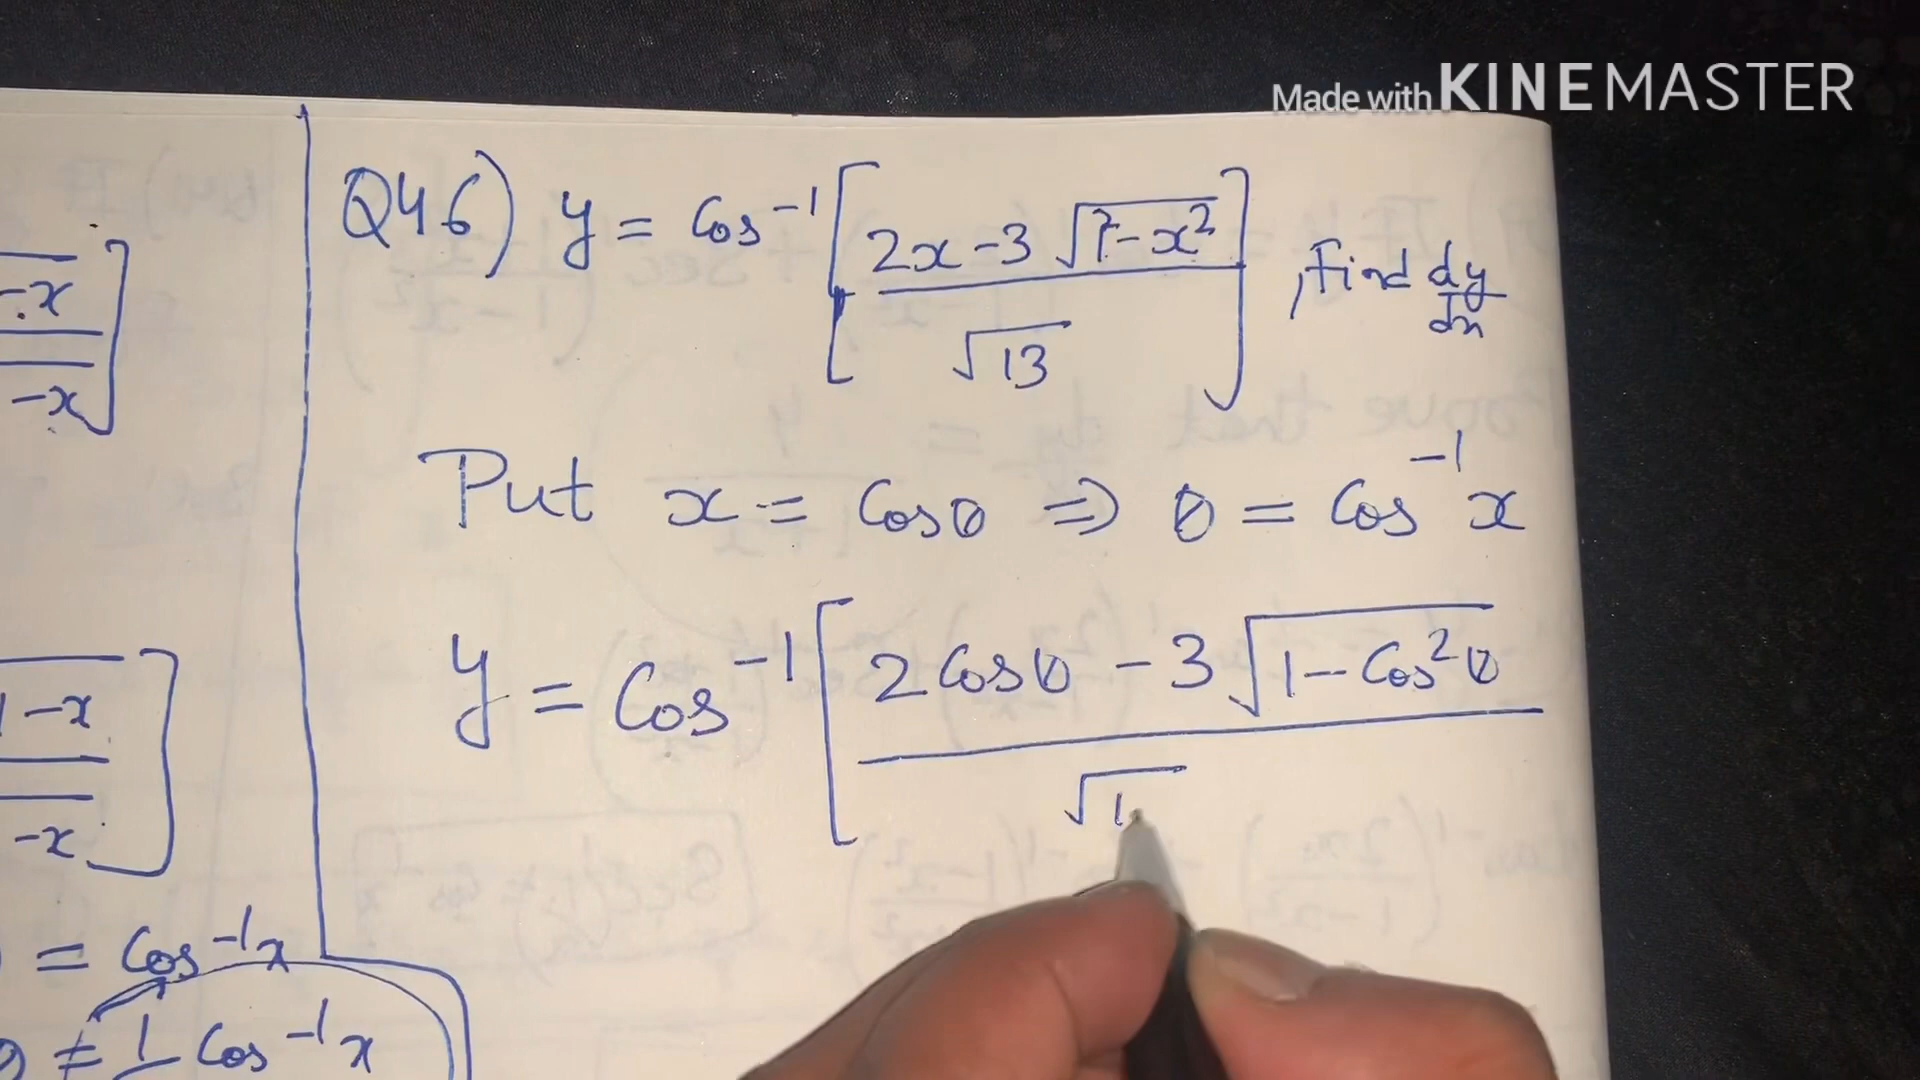 Made with KINEMASTER
Q46) y = Cos⁻¹[(2x-3√(1-x²))/√13], Find dy/dx
Put x = Cosθ ⇒ θ = Cos⁻¹x
y = Cos⁻¹[(2Cosθ - 3√(1-Cos²θ))/√1
-x
-x
1-x
-x
= Cos⁻¹x
= 1 Cos⁻¹x